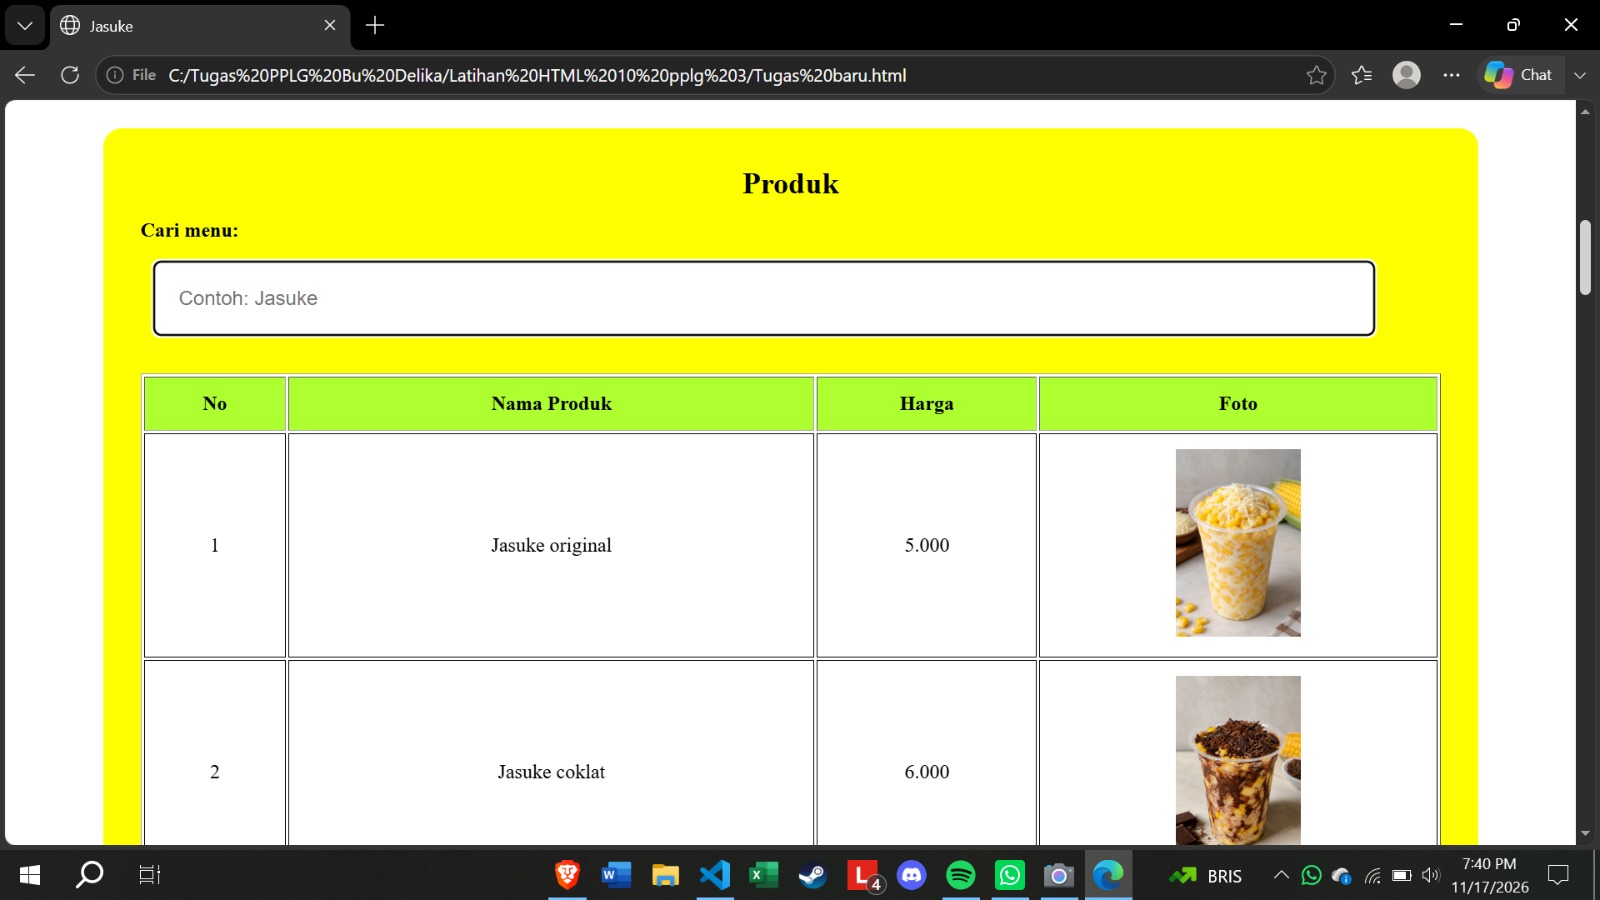 Jasuke
File C:/Tugas%20PPLG%20Bu%20Delika/Latihan%20HTML%2010%20pplg%203/Tugas%20baru.html
Chat
Produk
Cari menu:
Contoh: Jasuke
No Nama Produk Harga Foto
1 Jasuke original 5.000
2 Jasuke coklat 6.000
W X L 4 BRIS 7:40 PM
11/17/2026